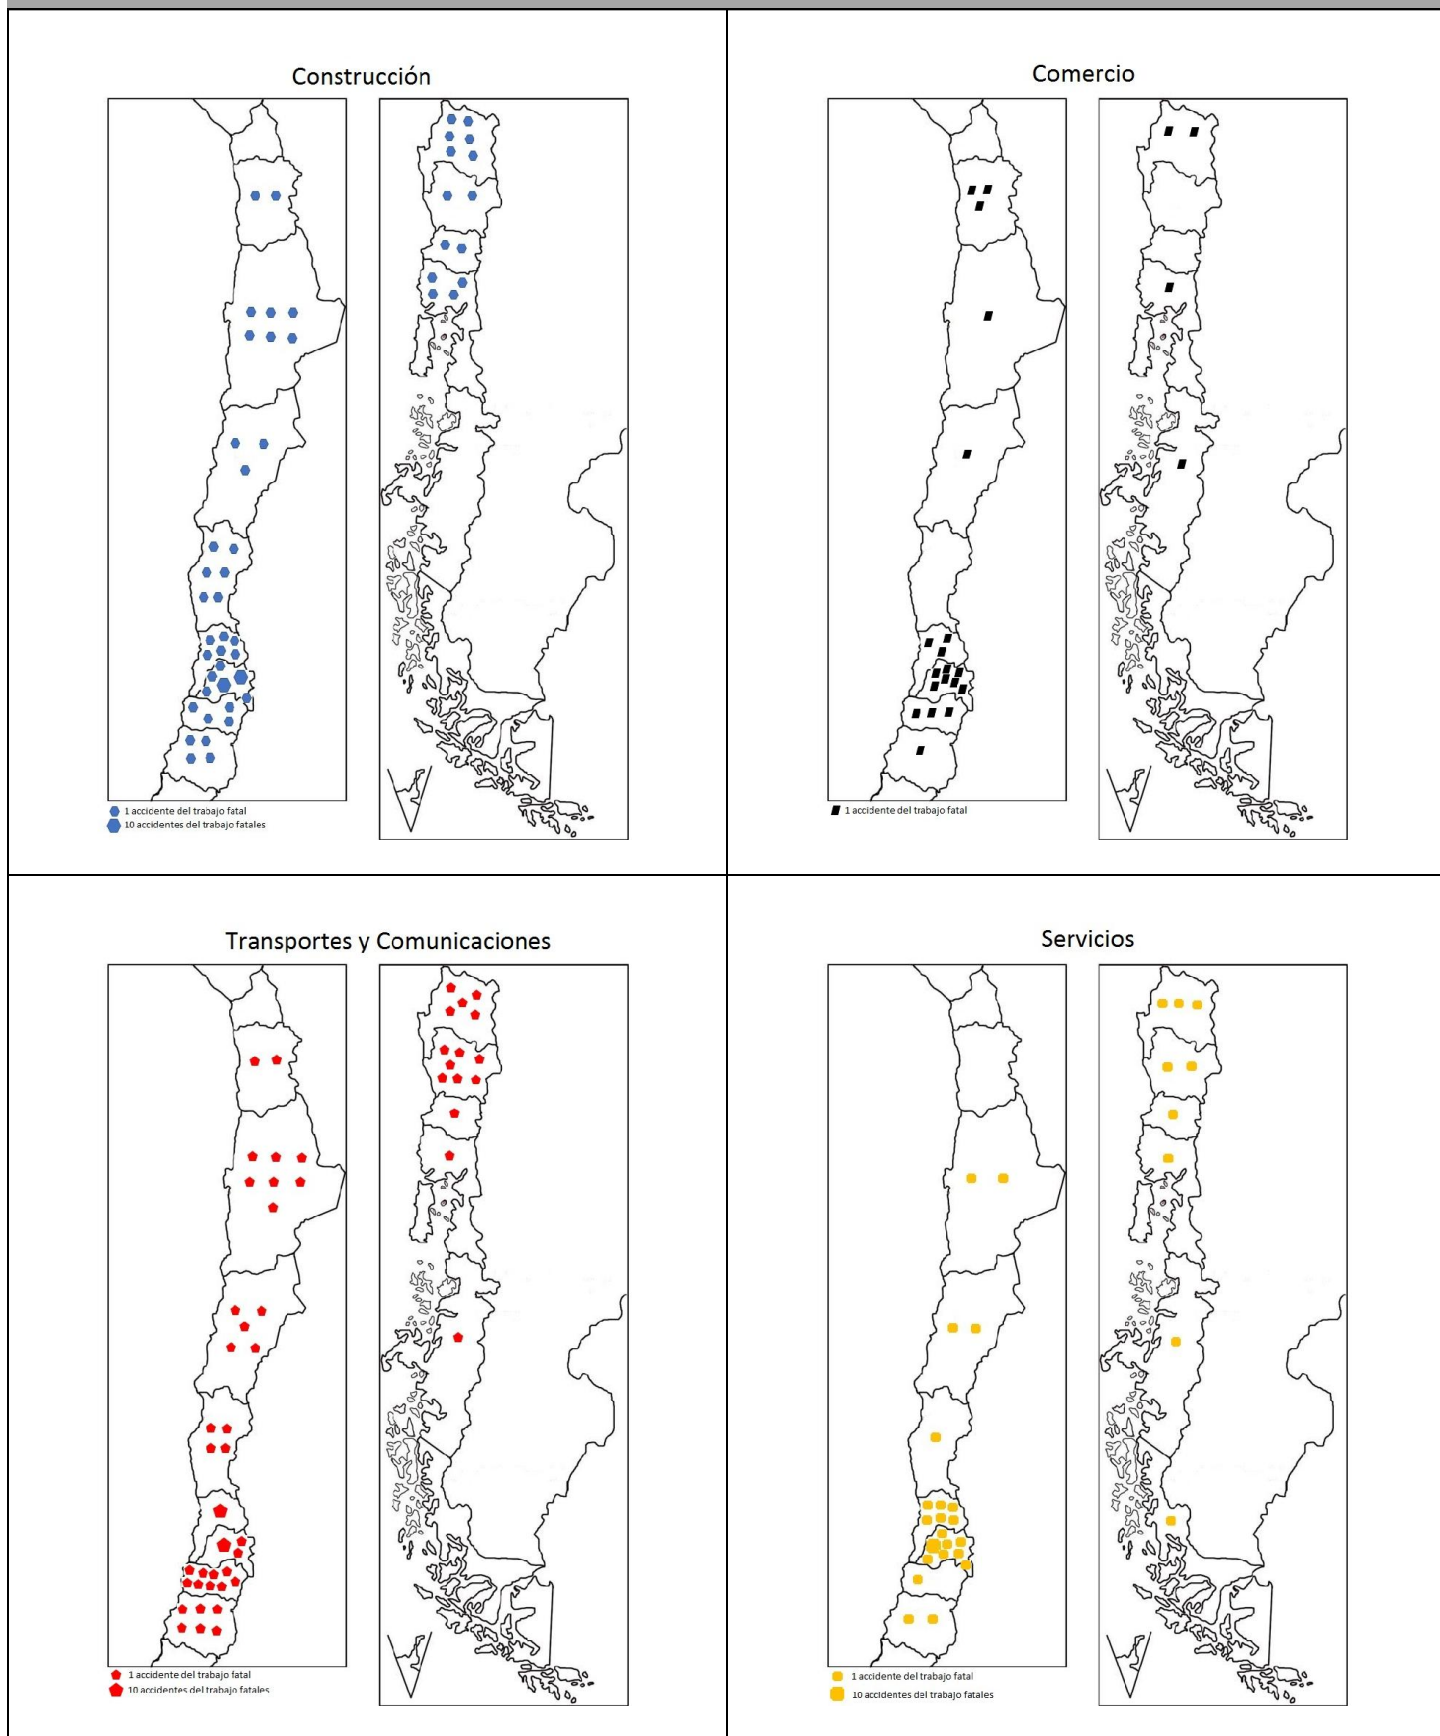 Construcción
1 accidente del trabajo fatal
10 accidentes del trabajo fatales
Comercio
1 accidente del trabajo fatal
Transportes y Comunicaciones
1 accidente del trabajo fatal
10 accidentes del trabajo fatales
Servicios
1 accidente del trabajo fatal
10 accidentes del trabajo fatales